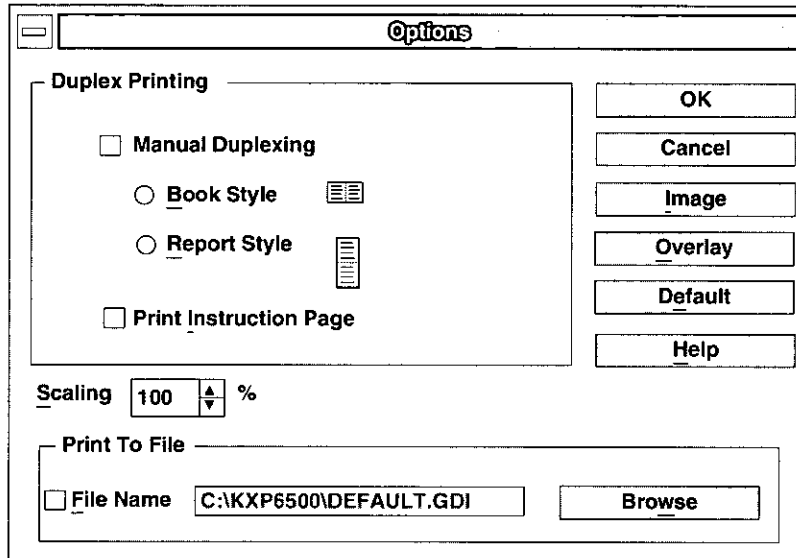 Options
Duplex Printing
Manual Duplexing
Book Style
Report Style
Print Instruction Page
OK
Cancel
Image
Overlay
Default
Help
Scaling 100 %
Print To File
File Name C:\KXP6500\DEFAULT.GDI Browse